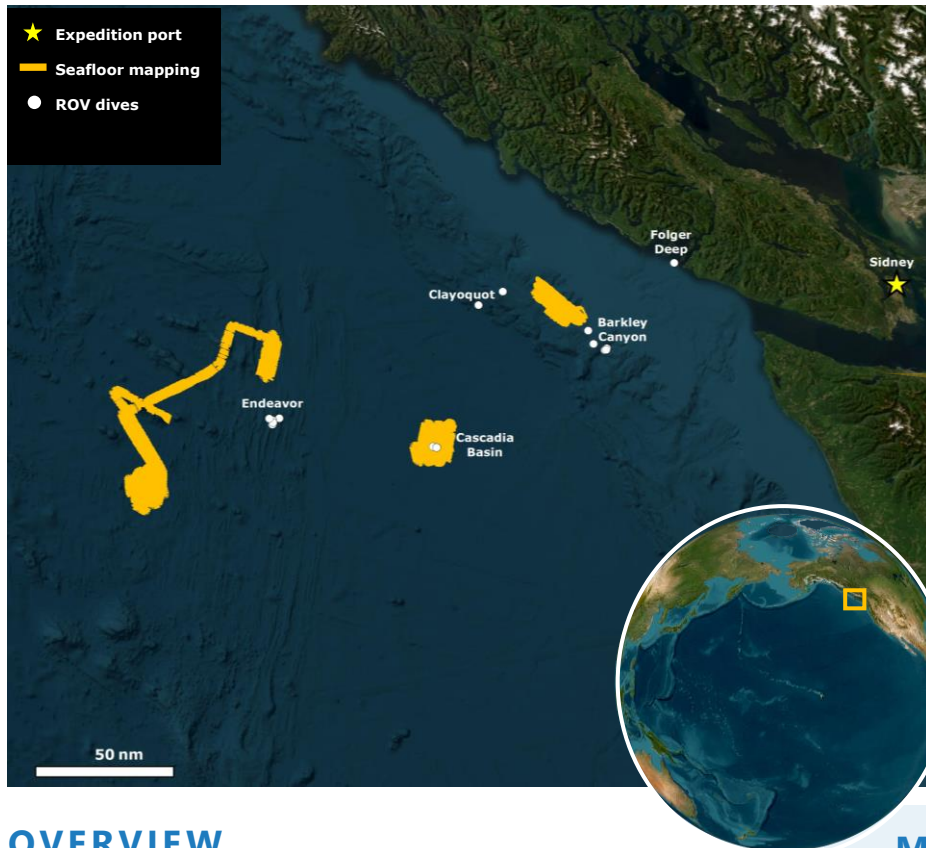 Expedition port
Seafloor mapping
ROV dives
Folger
Deep
Sidney
Clayoquot
Barkley
Canyon
Endeavor
Cascadia
Basin
50 nm
OVERVIEW
M